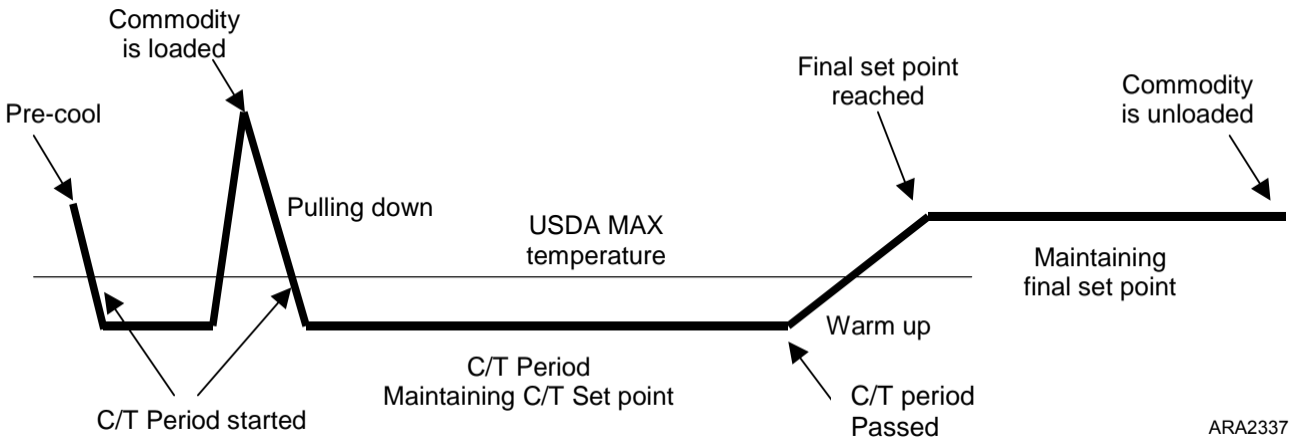 Commodity
is loaded
Pre-cool
Pulling down
USDA MAX
temperature
Final set point
reached
Commodity
is unloaded
Maintaining
final set point
Warm up
C/T Period
Maintaining C/T Set point
C/T Period started
C/T period
Passed
ARA2337